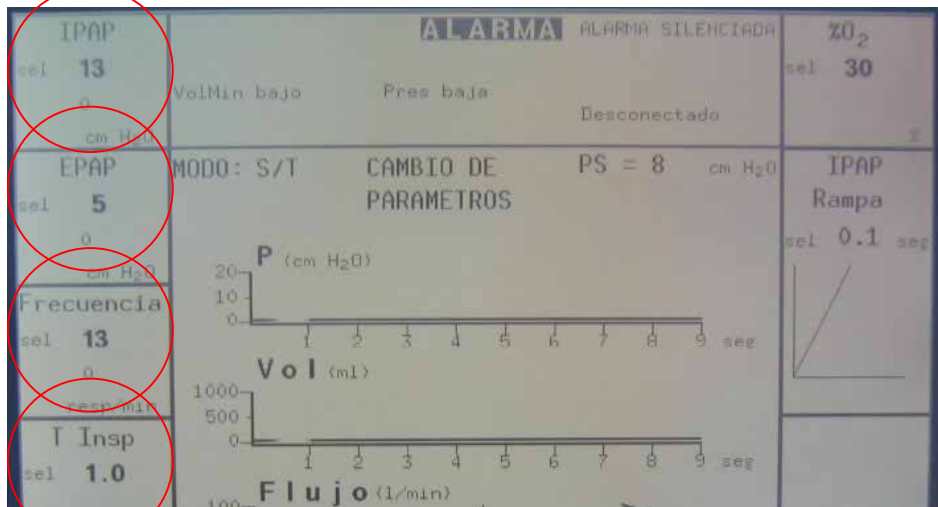 IPAP
sel 13
0
cm H₂O
EPAP
sel 5
0
cm H₂O
Frecuencia
sel 13
0
resp/min
T Insp
sel 1.0
ALARMA ALARMA SILENCIADA
VolMin bajo Pres baja
Desconectado
MODO: S/T CAMBIO DE PS = 8 cm H₂O
PARAMETROS
P (cm H₂O)
20
10
0
1 2 3 4 5 6 7 8 9 seg
Vol (ml)
1000
500
0
1 2 3 4 5 6 7 8 9 seg
Flujo (l/min)
100
%O₂
sel 30
IPAP
Rampa
sel 0.1 seg